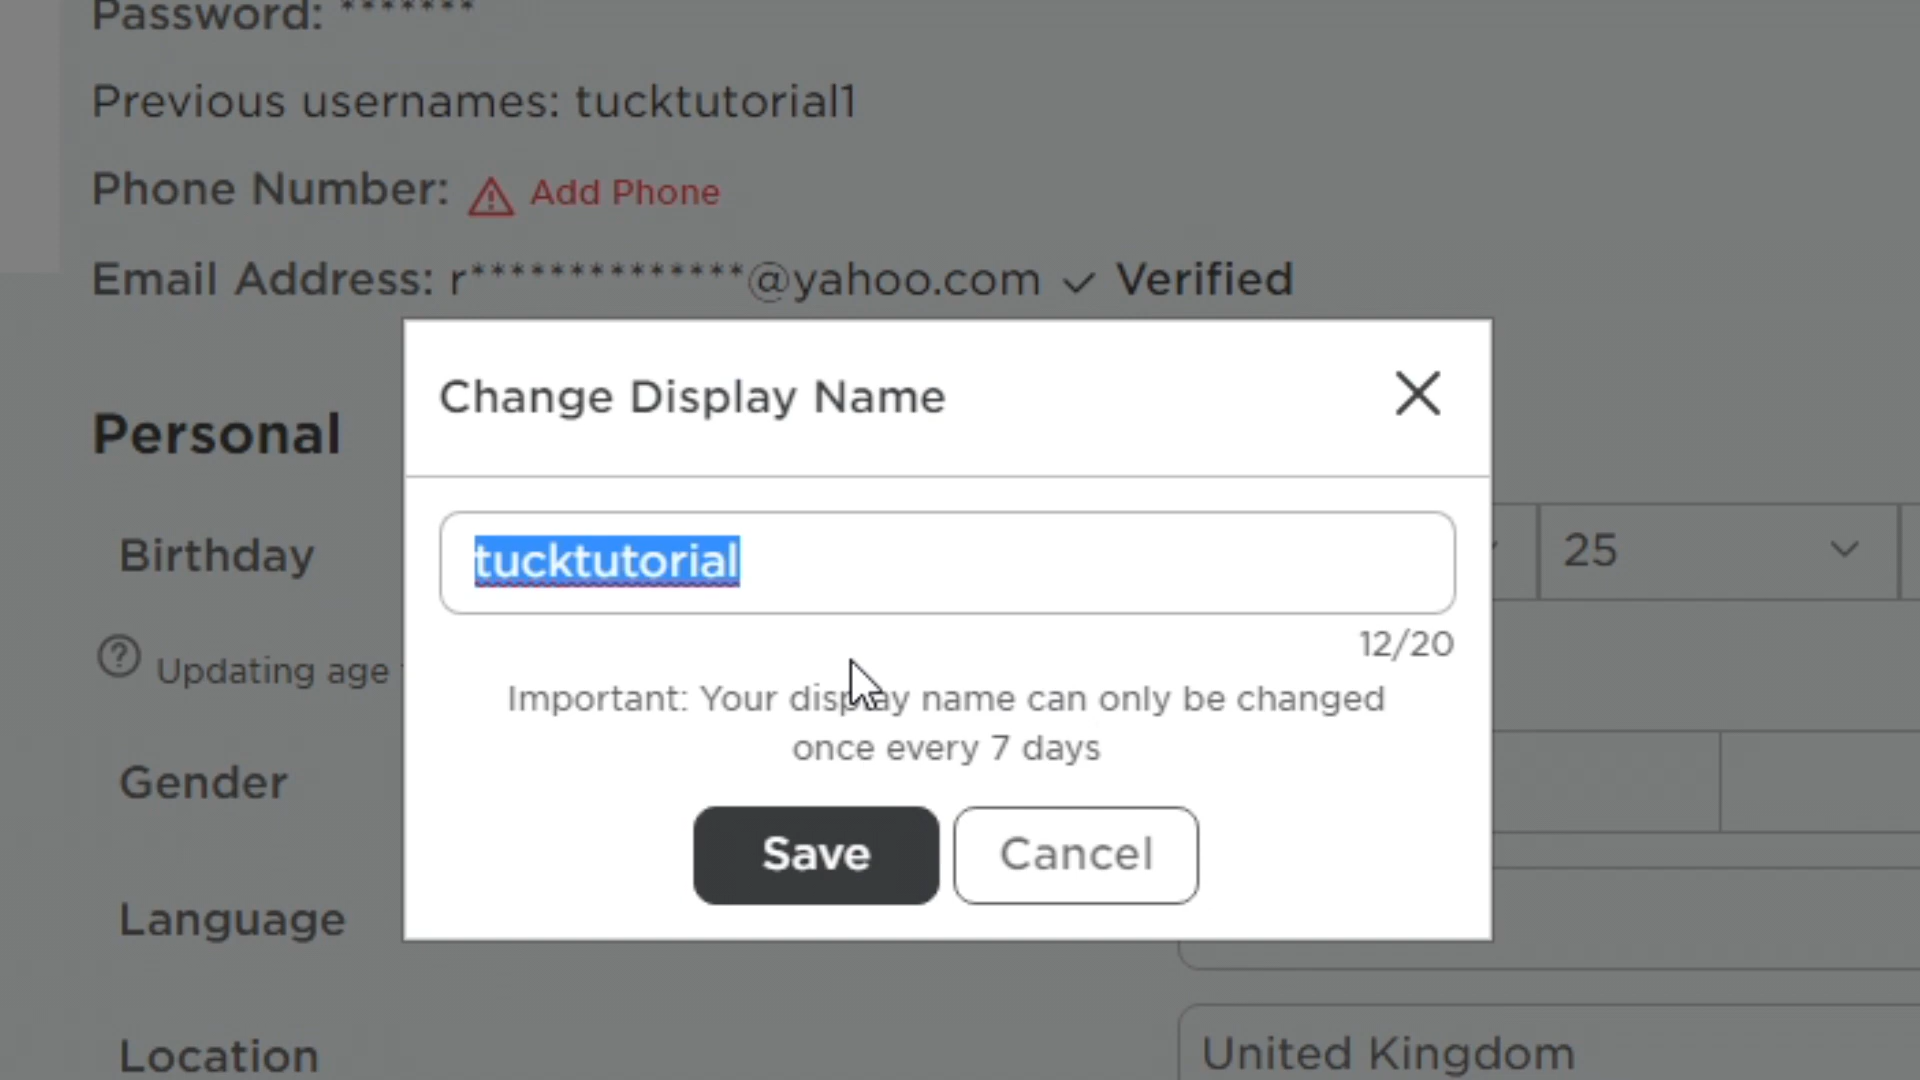 Password: *******
Previous usernames: tucktutorial1
Phone Number: Add Phone
Email Address: r**************@yahoo.com Verified
Change Display Name
Personal
tucktutorial
Birthday
25
12/20
Updating age
Important: Your display name can only be changed
once every 7 days
Gender
Save
Cancel
Language
Location
United Kingdom